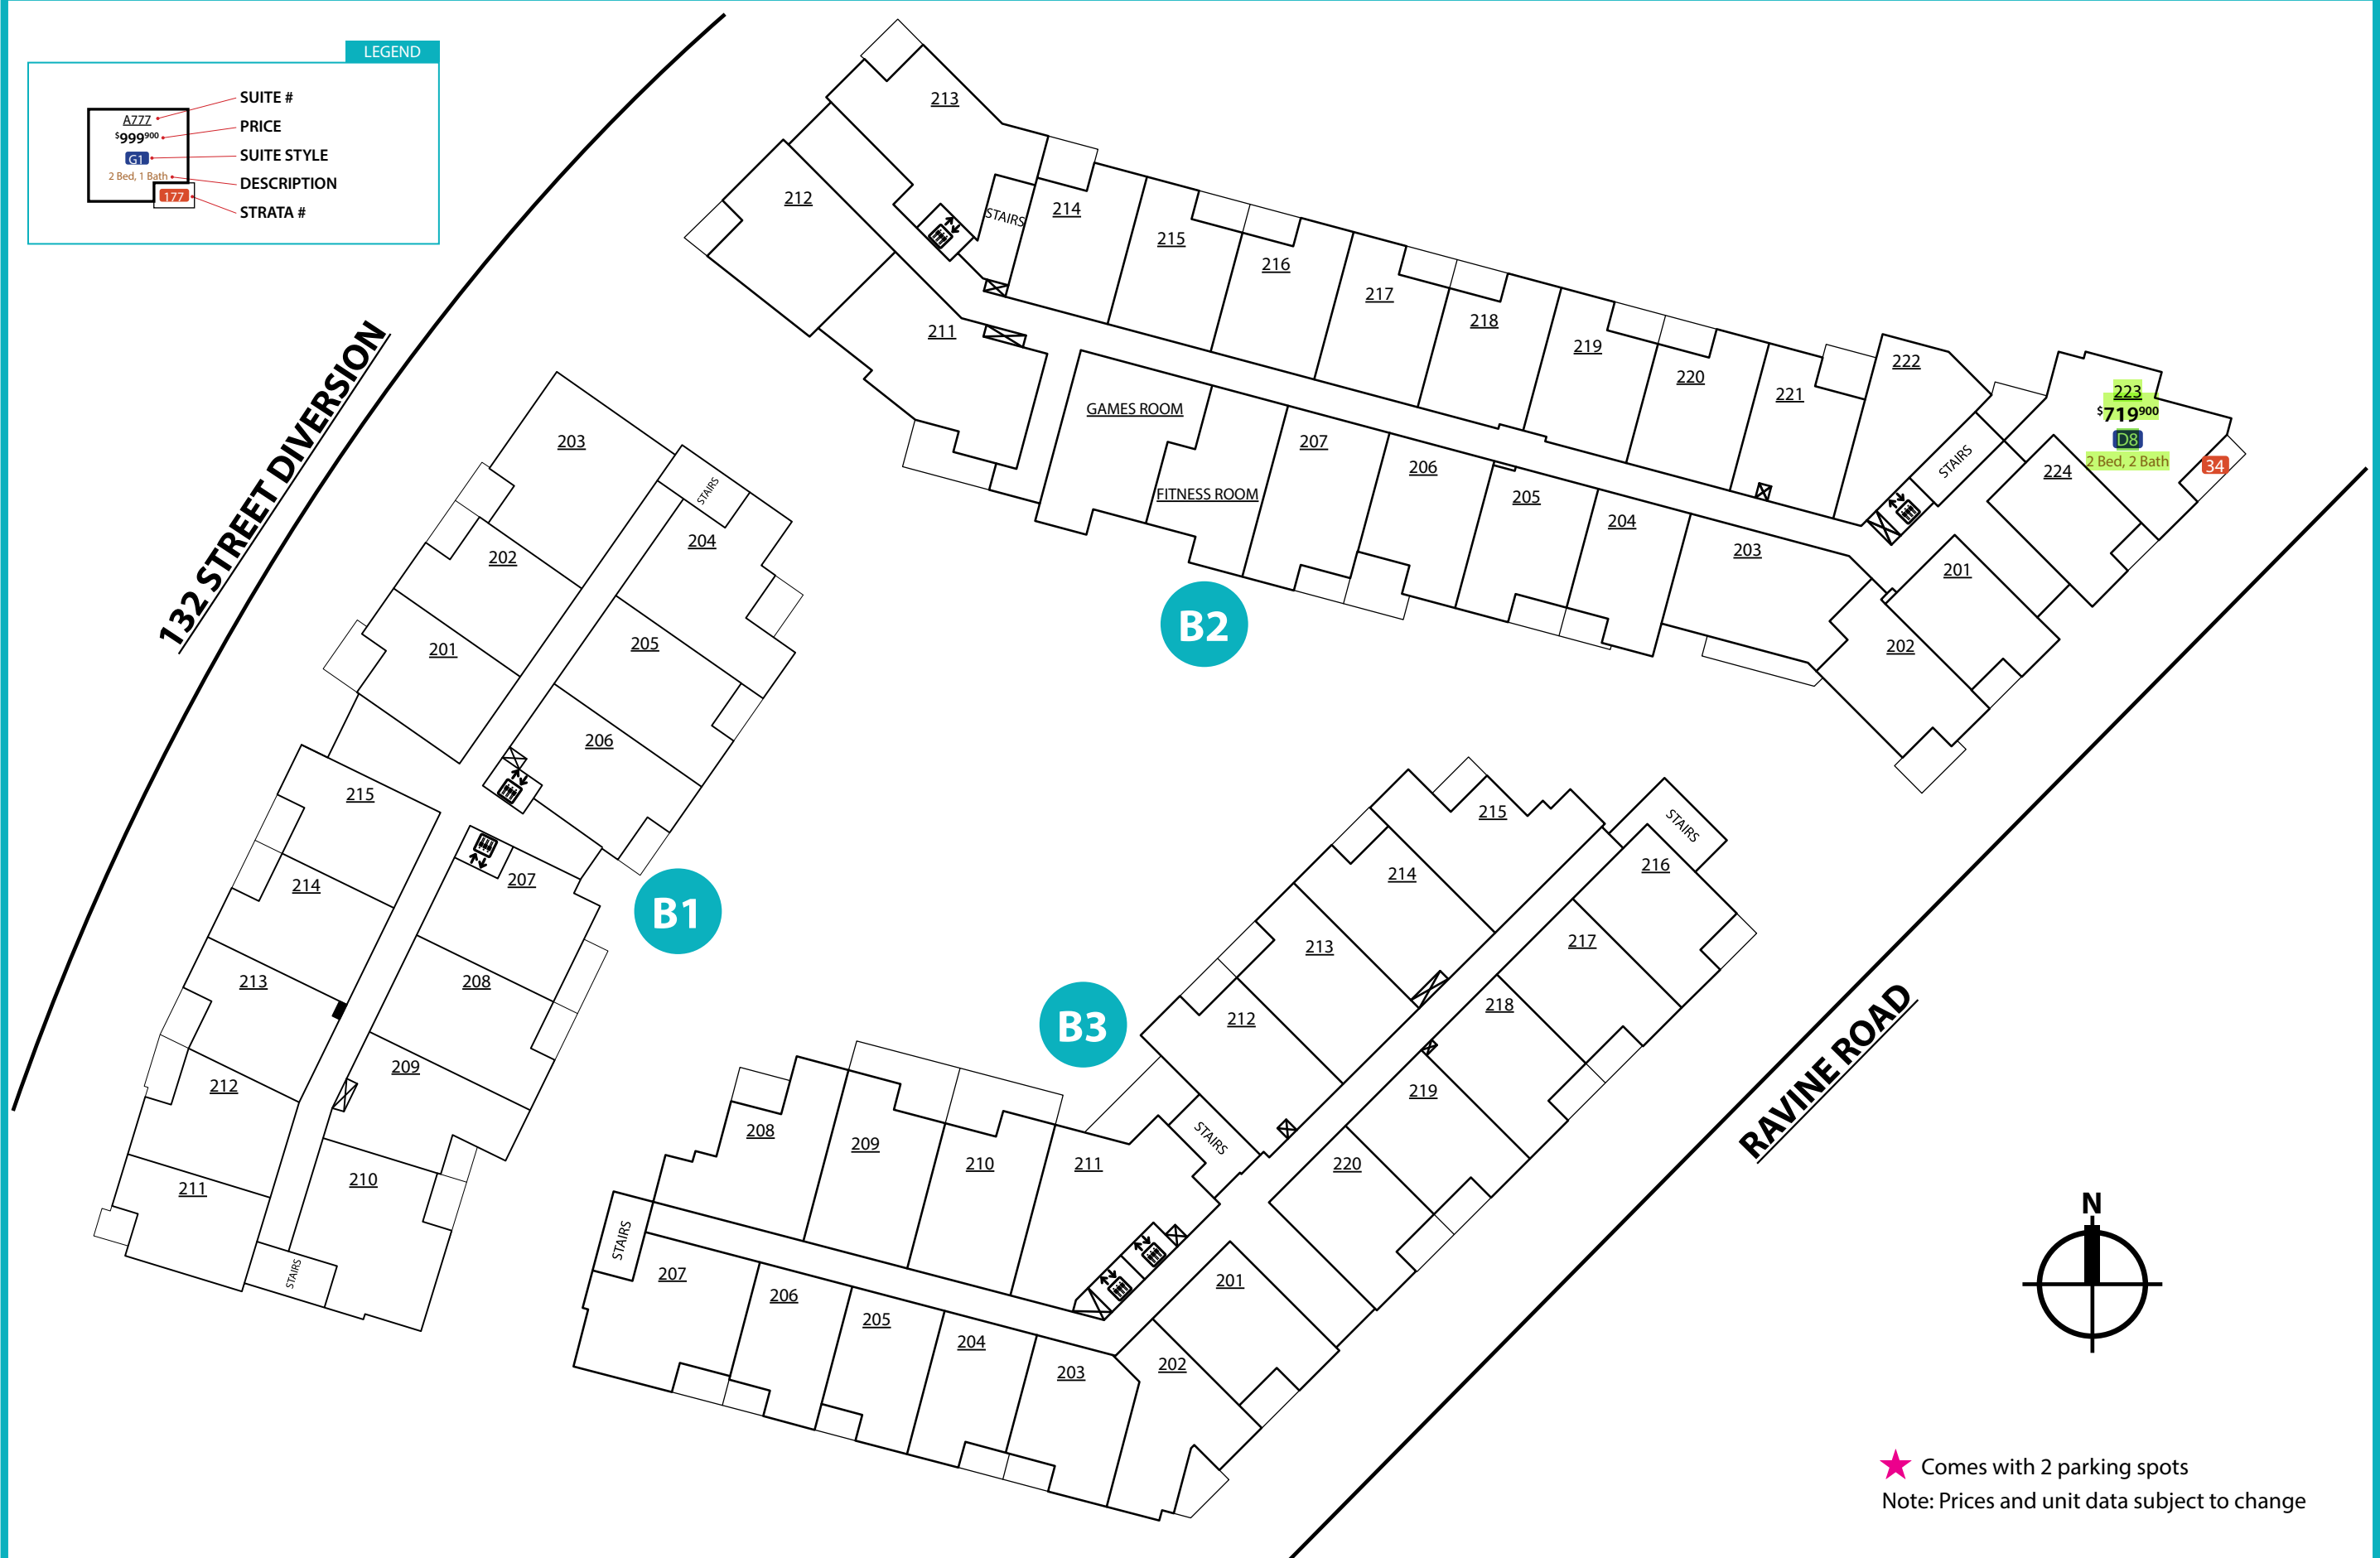 LEGEND
A777
$999900
G1
2 Bed, 1 Bath
177
SUITE #
PRICE
SUITE STYLE
DESCRIPTION
STRATA #
132 STREET DIVERSION
213
212
STAIRS
214
215
216
217
218
219
220
221
222
211
GAMES ROOM
FITNESS ROOM
207
206
205
204
203
STAIRS
223
$719900
D8
2 Bed, 2 Bath
34
224
201
202
B2
203
STAIRS
204
202
205
201
206
215
207
214
208
213
209
212
210
211
STAIRS
B1
B3
215
STAIRS
216
214
217
213
218
212
219
STAIRS
220
208
209
210
211
STAIRS
207
206
205
204
203
202
201
RAVINE ROAD
N
Comes with 2 parking spots
Note: Prices and unit data subject to change